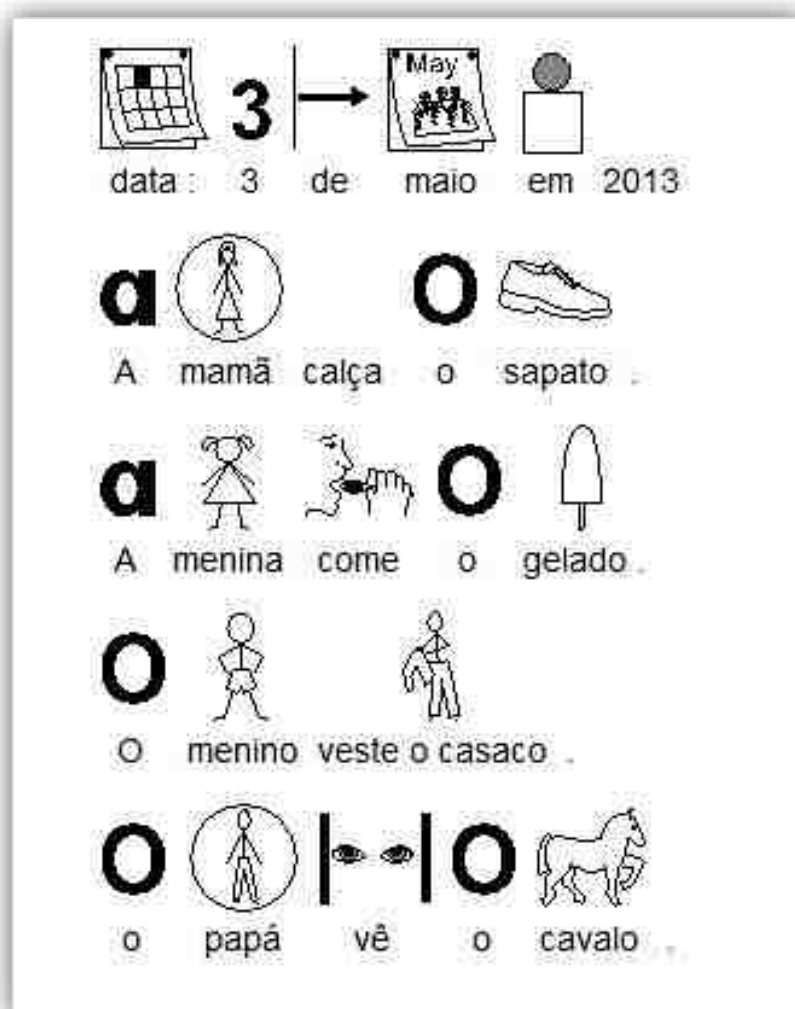 May
3
data : 3 de maio em 2013
a O
A mamã calça o sapato .
a O
A menina come o gelado .
O
O menino veste o casaco .
O O
o papá vê o cavalo .